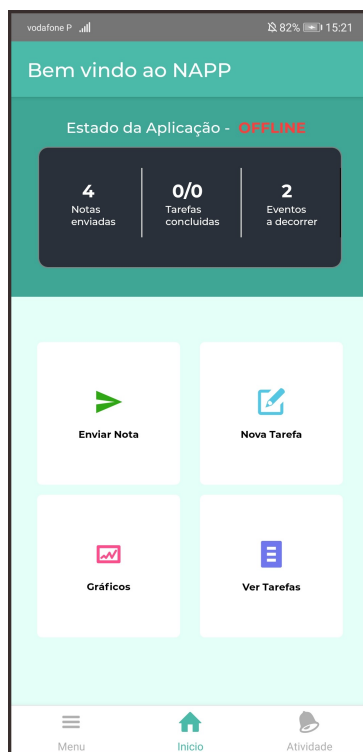 vodafone P 82% 15:21
Bem vindo ao NAPP
Estado da Aplicação - OFFLINE
4 0/0 2
Notas Tarefas Eventos
enviadas concluidas a decorrer
Enviar Nota Nova Tarefa
Gráficos Ver Tarefas
Menu Inicio Atividade